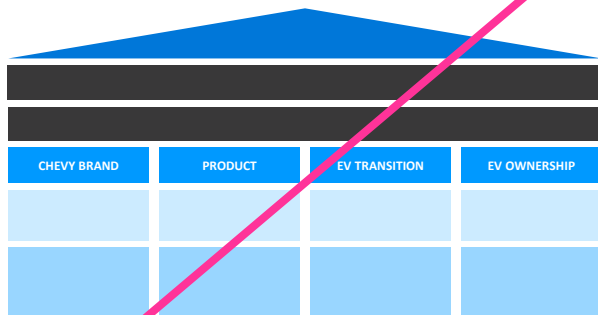 CHEVY BRAND
PRODUCT
EV TRANSITION
EV OWNERSHIP